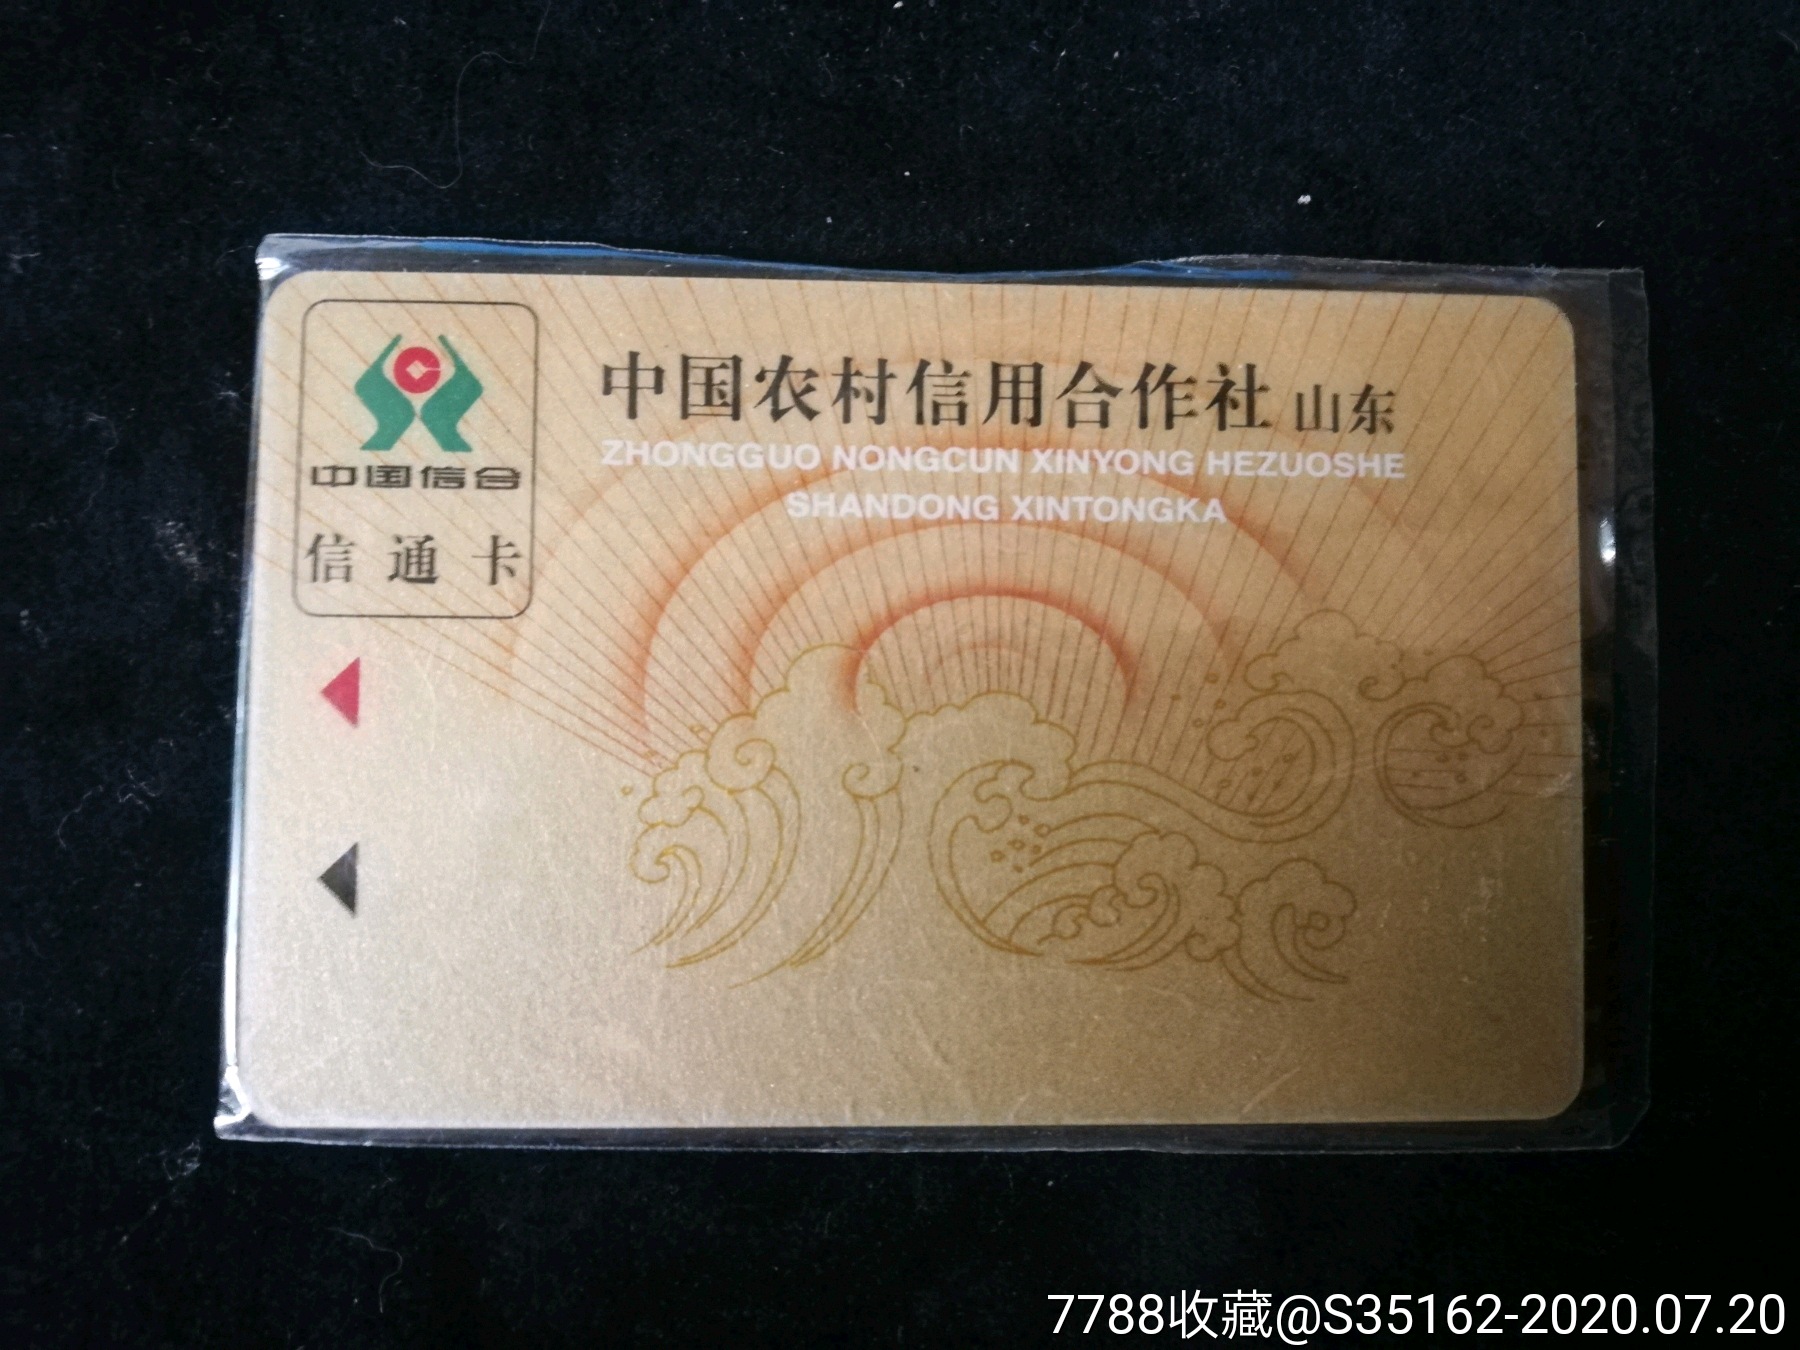 中国信合
信通卡
中国农村信用合作社 山东
ZHONGGUO NONGCUN XINYONG HEZUOSHE
SHANDONG XINTONGKA
7788收藏@S35162-2020.07.20